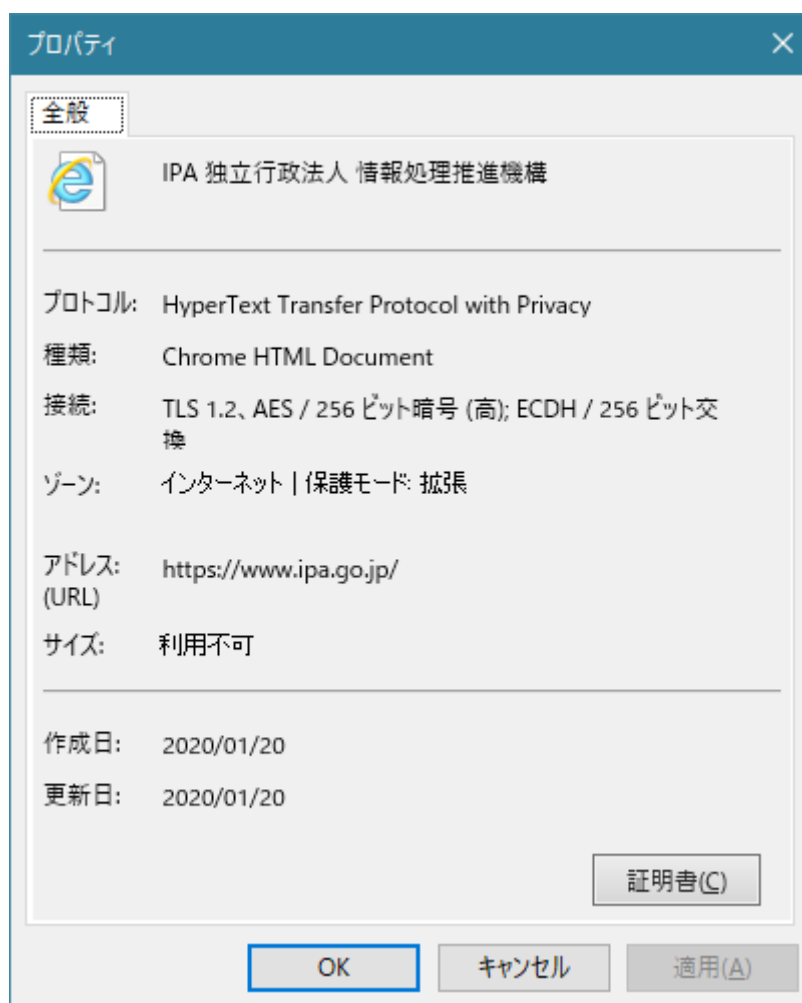 プロパティ
全般
IPA 独立行政法人 情報処理推進機構
プロトコル: HyperText Transfer Protocol with Privacy
種類: Chrome HTML Document
接続: TLS 1.2、AES / 256 ビット暗号 (高); ECDH / 256 ビット交
換
ゾーン: インターネット | 保護モード: 拡張
アドレス: https://www.ipa.go.jp/
(URL)
サイズ: 利用不可
作成日: 2020/01/20
更新日: 2020/01/20
証明書(C)
OK キャンセル 適用(A)